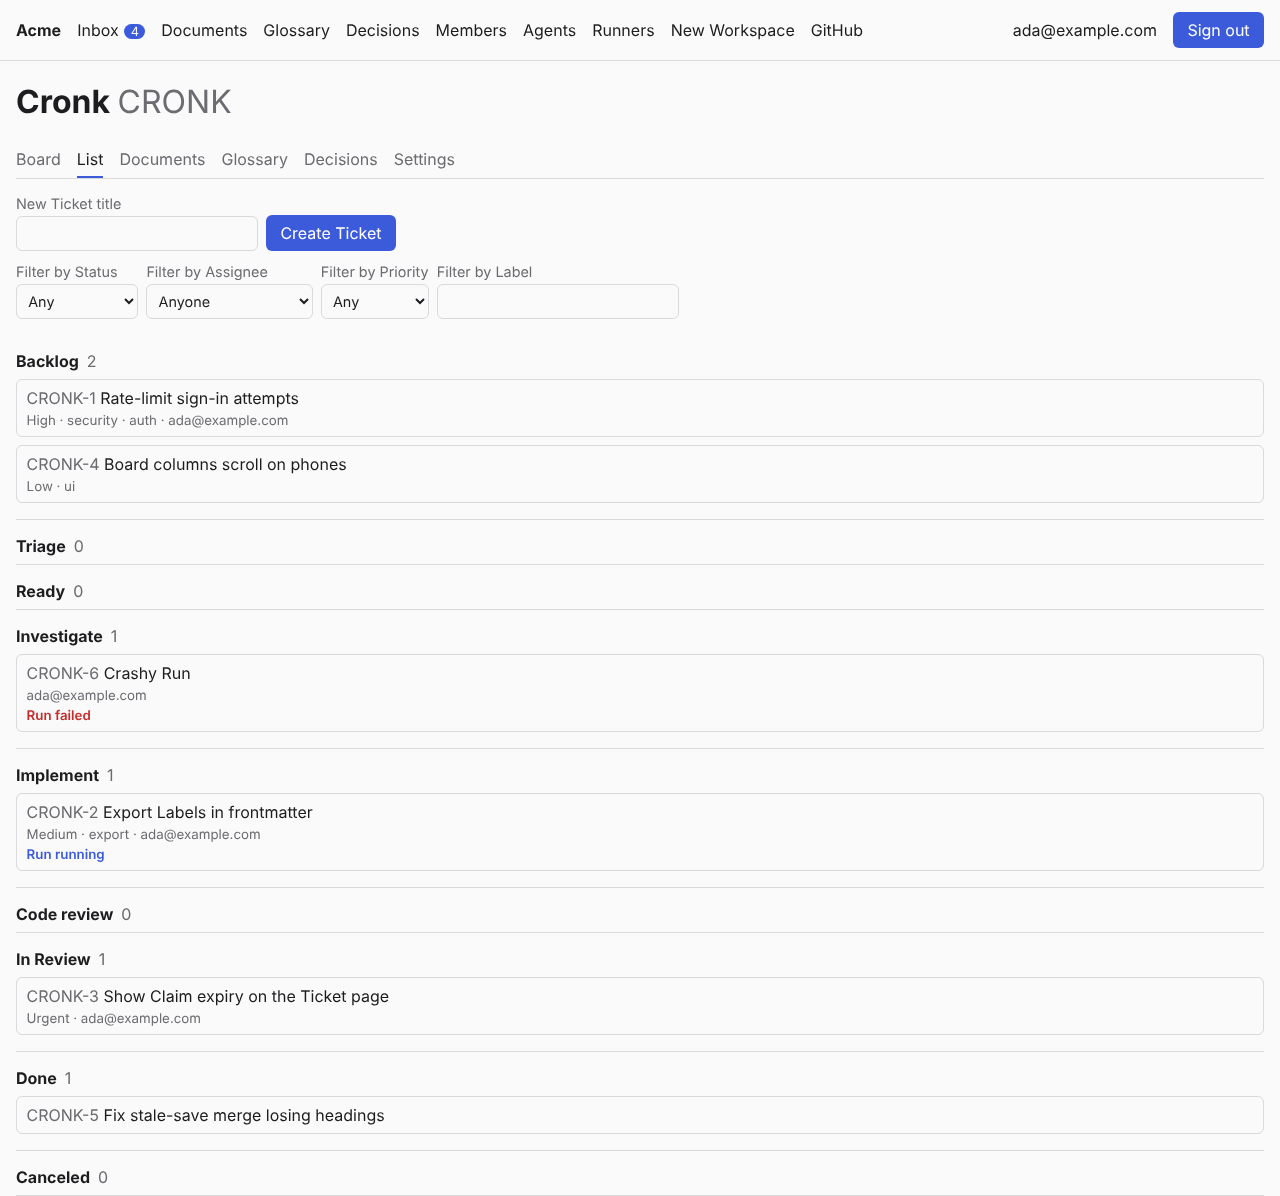 Acme Inbox 4 Documents Glossary Decisions Members Agents Runners New Workspace GitHub ada@example.com Sign out
Cronk CRONK
Board List Documents Glossary Decisions Settings
New Ticket title
Create Ticket
Filter by Status Filter by Assignee Filter by Priority Filter by Label
Any Anyone Any
Backlog 2
CRONK-1 Rate-limit sign-in attempts
High · security · auth · ada@example.com
CRONK-4 Board columns scroll on phones
Low · ui
Triage 0
Ready 0
Investigate 1
CRONK-6 Crashy Run
ada@example.com
Run failed
Implement 1
CRONK-2 Export Labels in frontmatter
Medium · export · ada@example.com
Run running
Code review 0
In Review 1
CRONK-3 Show Claim expiry on the Ticket page
Urgent · ada@example.com
Done 1
CRONK-5 Fix stale-save merge losing headings
Canceled 0